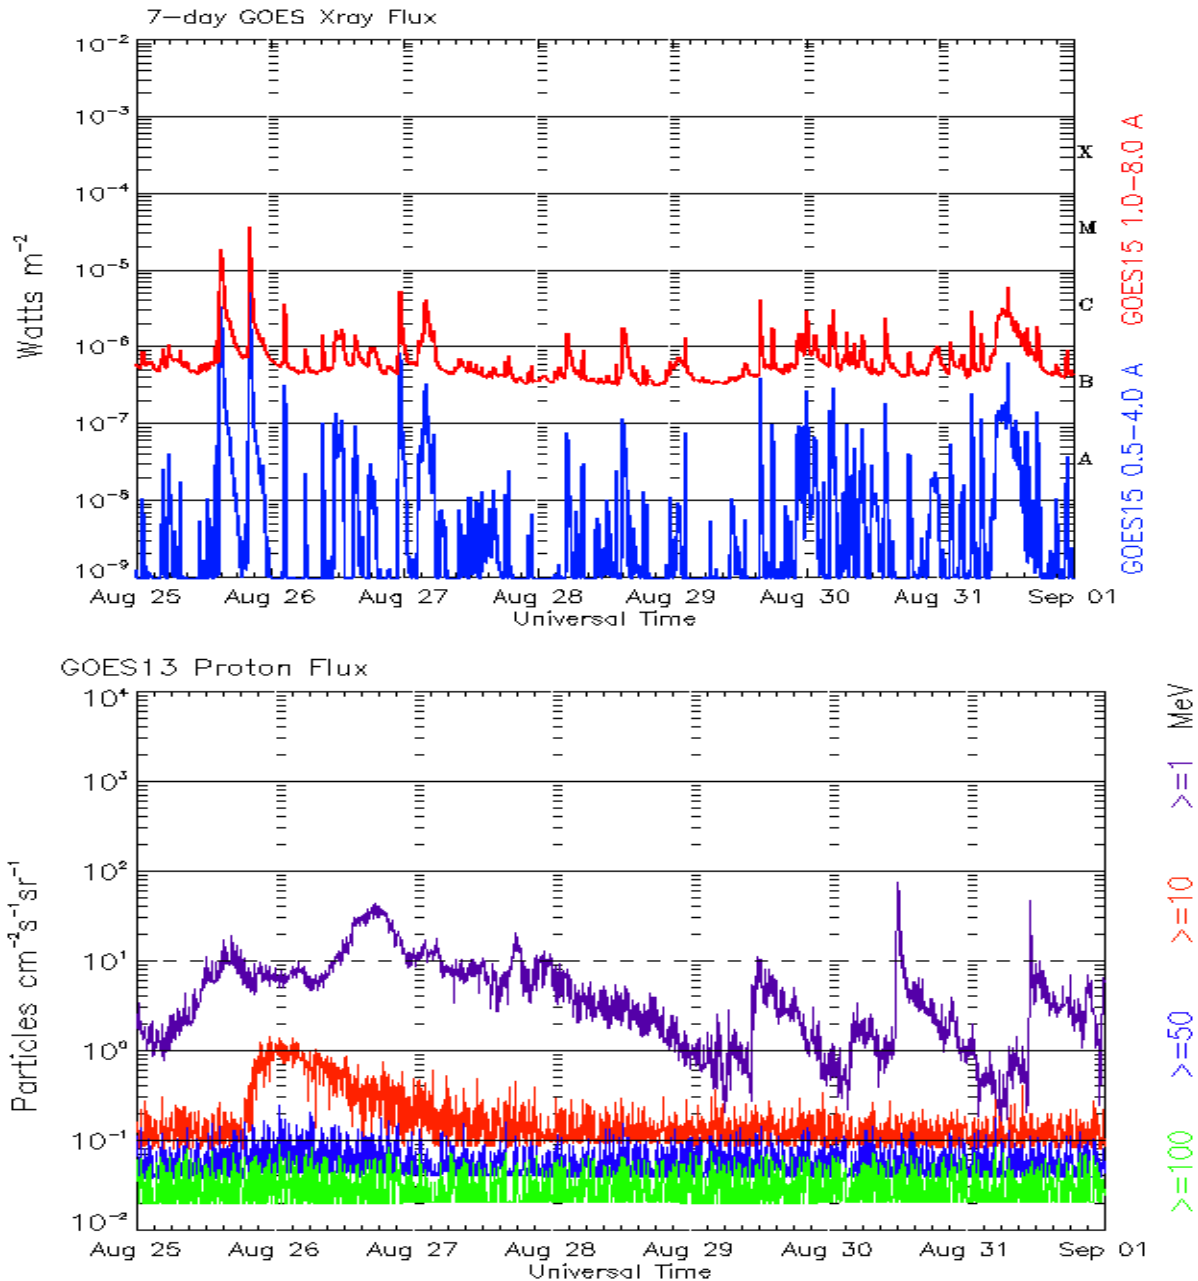 7-day GOES Xray Flux
10⁻²
10⁻³
10⁻⁴
10⁻⁵
10⁻⁶
10⁻⁷
10⁻⁸
10⁻⁹
Watts m⁻²
X
M
C
B
A
GOES15 1.0-8.0 A
GOES15 0.5-4.0 A
Aug 25 Aug 26 Aug 27 Aug 28 Aug 29 Aug 30 Aug 31 Sep 01
Universal Time
GOES13 Proton Flux
10⁴
10³
10²
10¹
10⁰
10⁻¹
10⁻²
Particles cm⁻²s⁻¹sr⁻¹
MeV
>=1
>=10
>=50
>=100
Aug 25 Aug 26 Aug 27 Aug 28 Aug 29 Aug 30 Aug 31 Sep 01
Universal Time